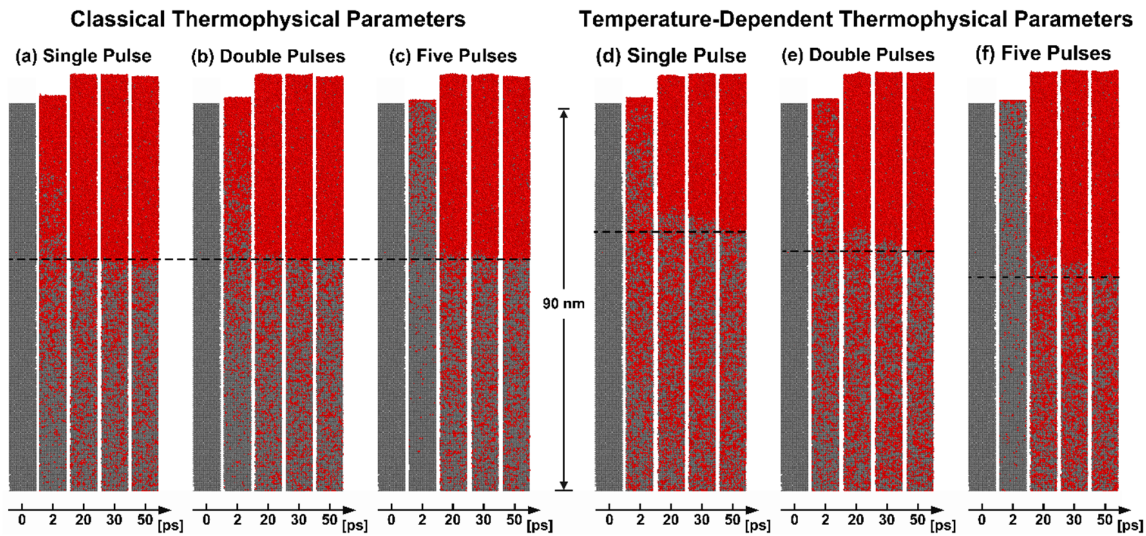 Classical Thermophysical Parameters
Temperature-Dependent Thermophysical Parameters
(a) Single Pulse
(b) Double Pulses
(c) Five Pulses
(d) Single Pulse
(e) Double Pulses
(f) Five Pulses
90 nm
0 2 20 30 50 [ps]
0 2 20 30 50 [ps]
0 2 20 30 50 [ps]
0 2 20 30 50 [ps]
0 2 20 30 50 [ps]
0 2 20 30 50 [ps]